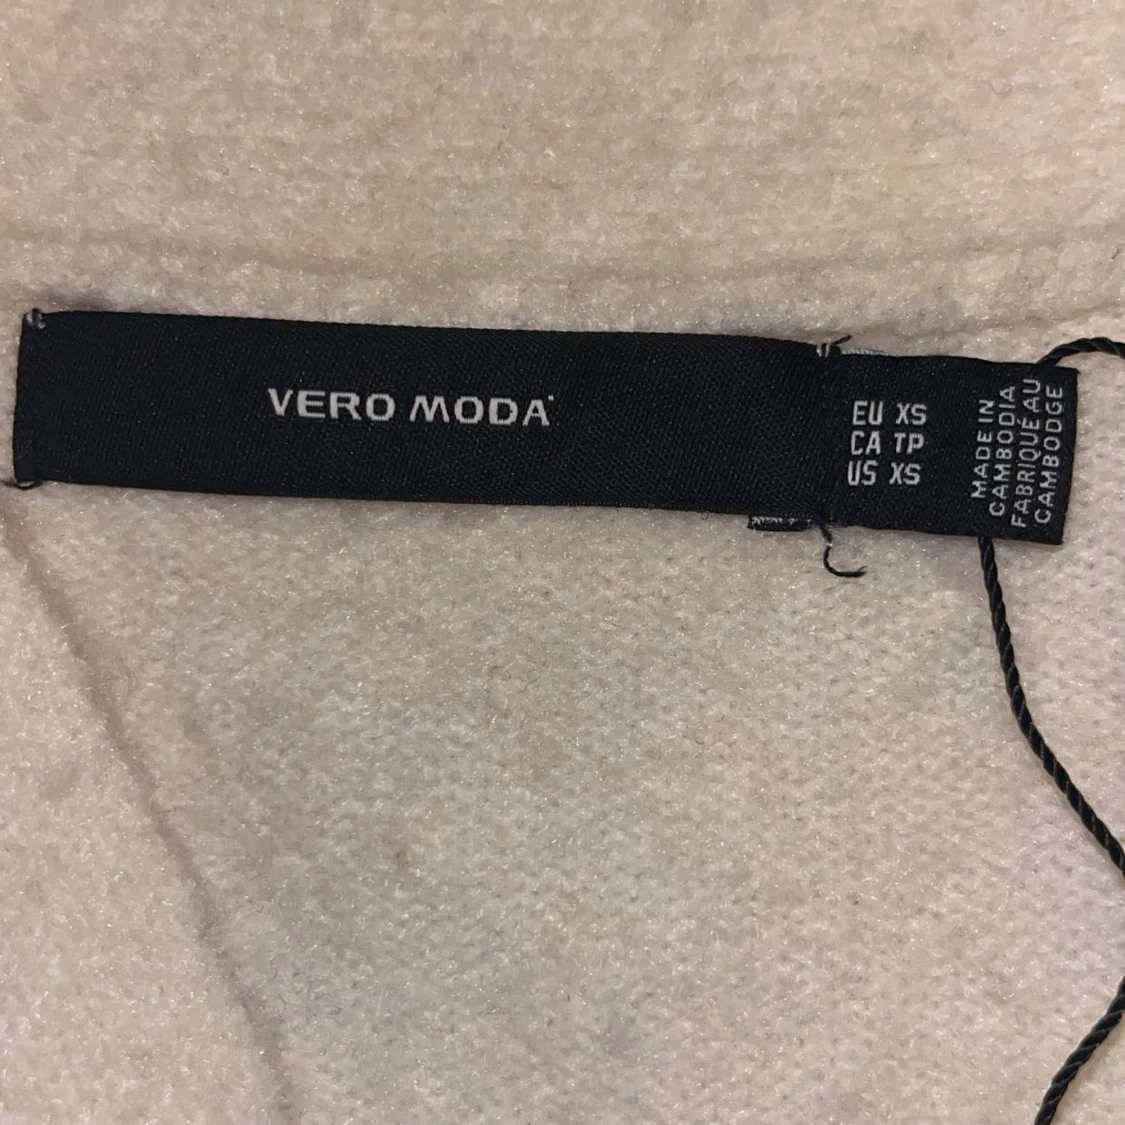 VERO MODA
EU XS
CA TP
US XS
MADE IN
CAMBODIA
FABRIQUÉ AU
CAMBODGE